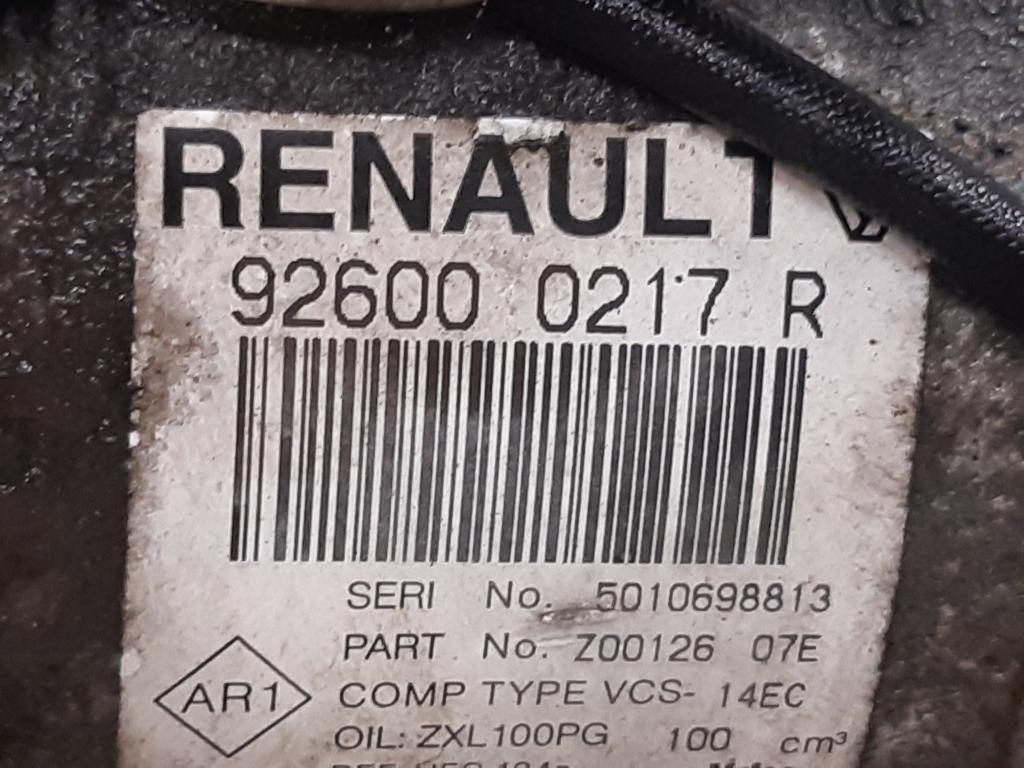 RENAULT
92600 0217 R
SERI No. 5010698813
PART No. Z00126 07E
AR1
COMP TYPE VCS- 14EC
OIL: ZXL100PG 100 cm³